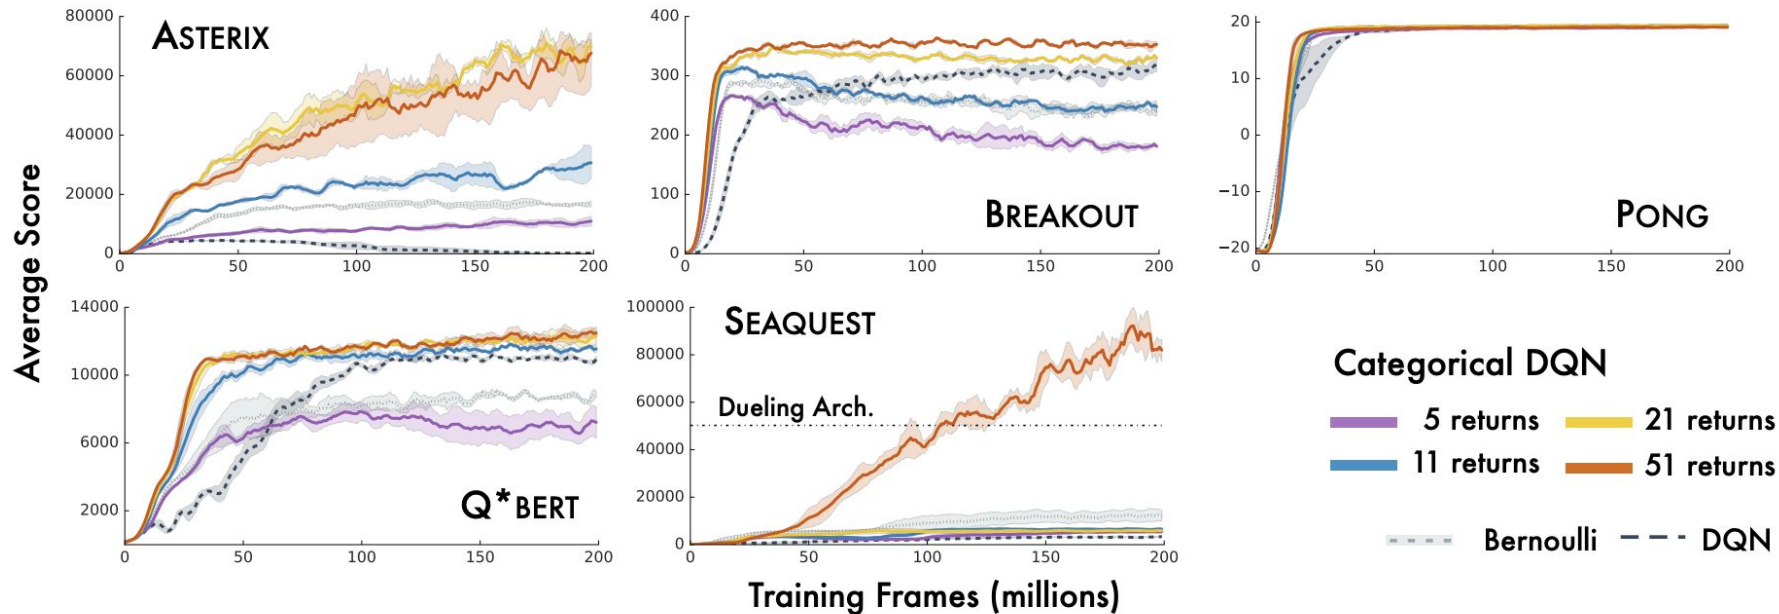 Average Score
80000
60000
40000
20000
0
0 50 100 150 200
ASTERIX
400
300
200
100
0
0 50 100 150 200
BREAKOUT
20
10
0
−10
−20
0 50 100 150 200
PONG
14000
10000
6000
2000
0 50 100 150 200
Q*BERT
100000
80000
60000
40000
20000
0
0 50 100 150 200
SEAQUEST
Dueling Arch.
Training Frames (millions)
Categorical DQN
5 returns 21 returns
11 returns 51 returns
Bernoulli DQN